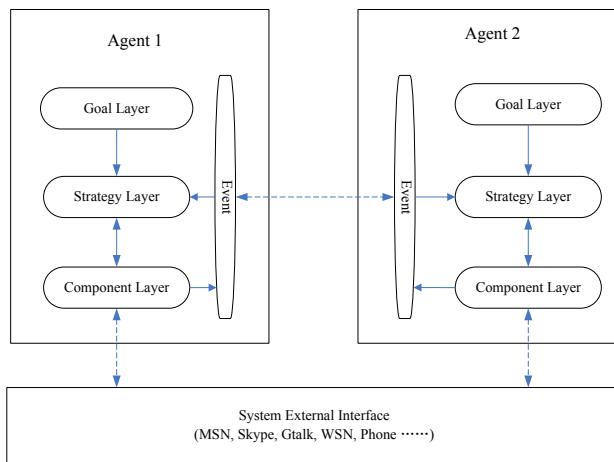 Agent 1
Goal Layer
Strategy Layer
Component Layer
Event
Agent 2
Goal Layer
Strategy Layer
Component Layer
Event
System External Interface
(MSN, Skype, Gtalk, WSN, Phone ······)